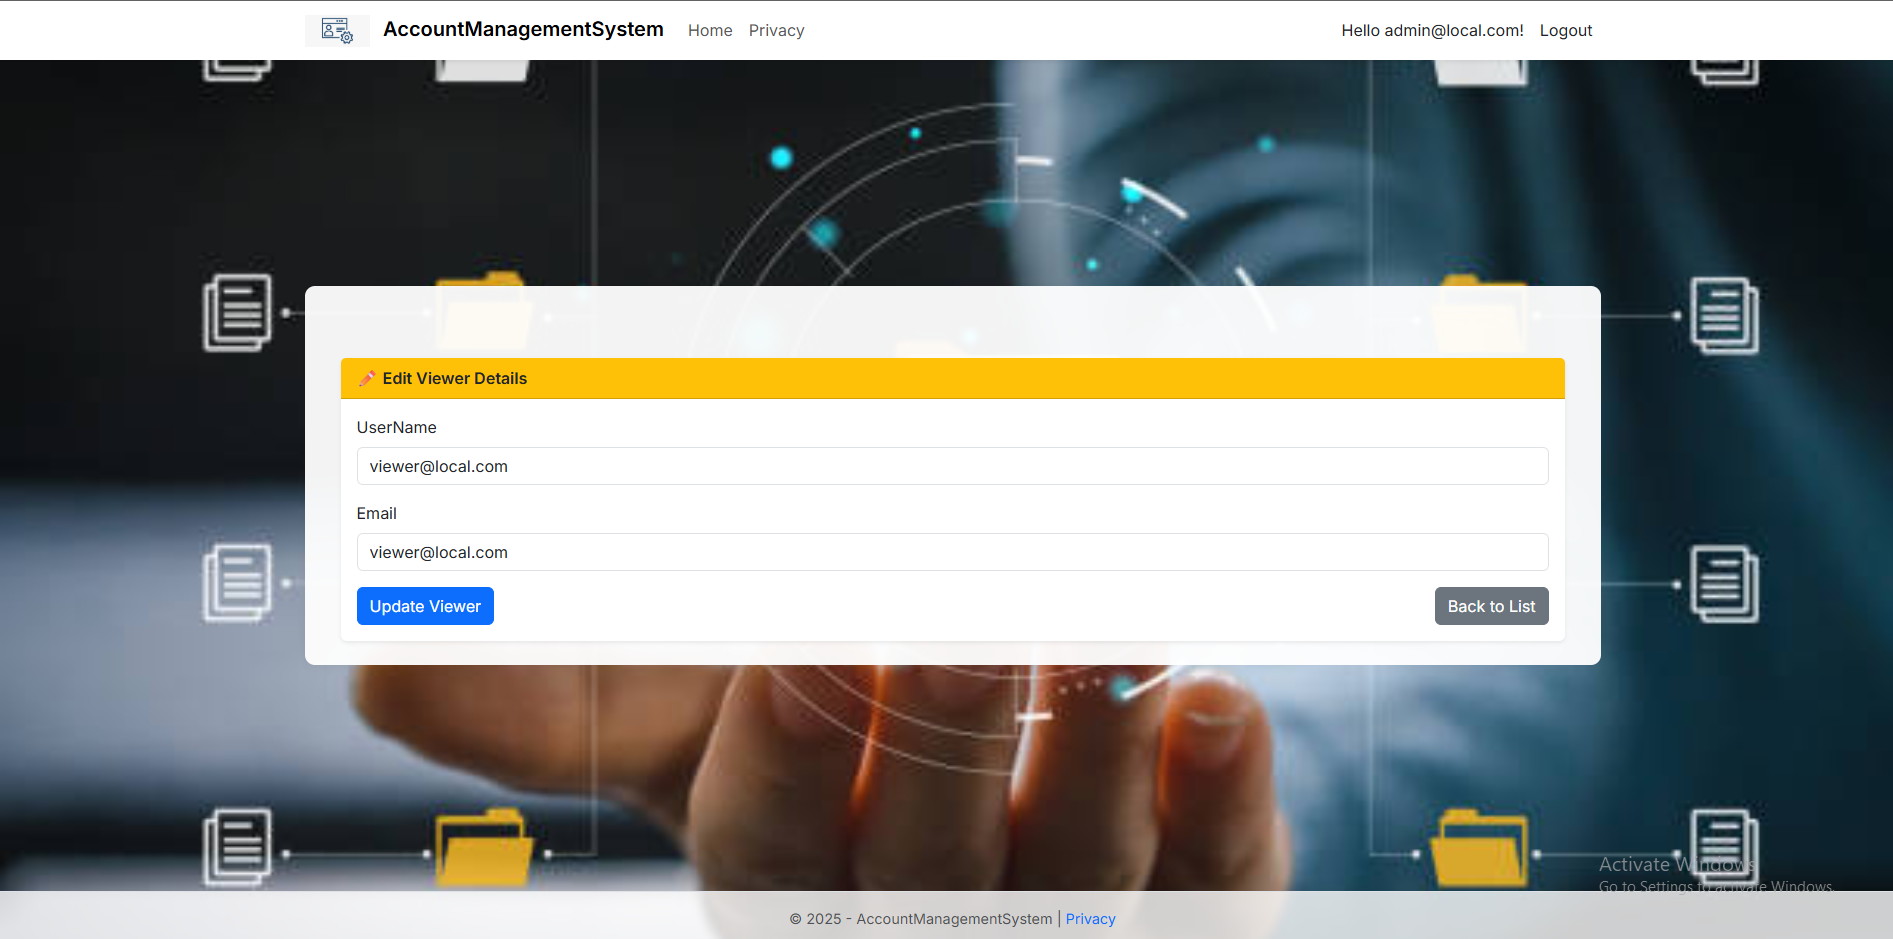 AccountManagementSystem Home Privacy Hello admin@local.com! Logout
Edit Viewer Details
UserName
viewer@local.com
Email
viewer@local.com
Update Viewer Back to List
Activate Windows
Go to Settings to activate Windows.
© 2025 - AccountManagementSystem | Privacy